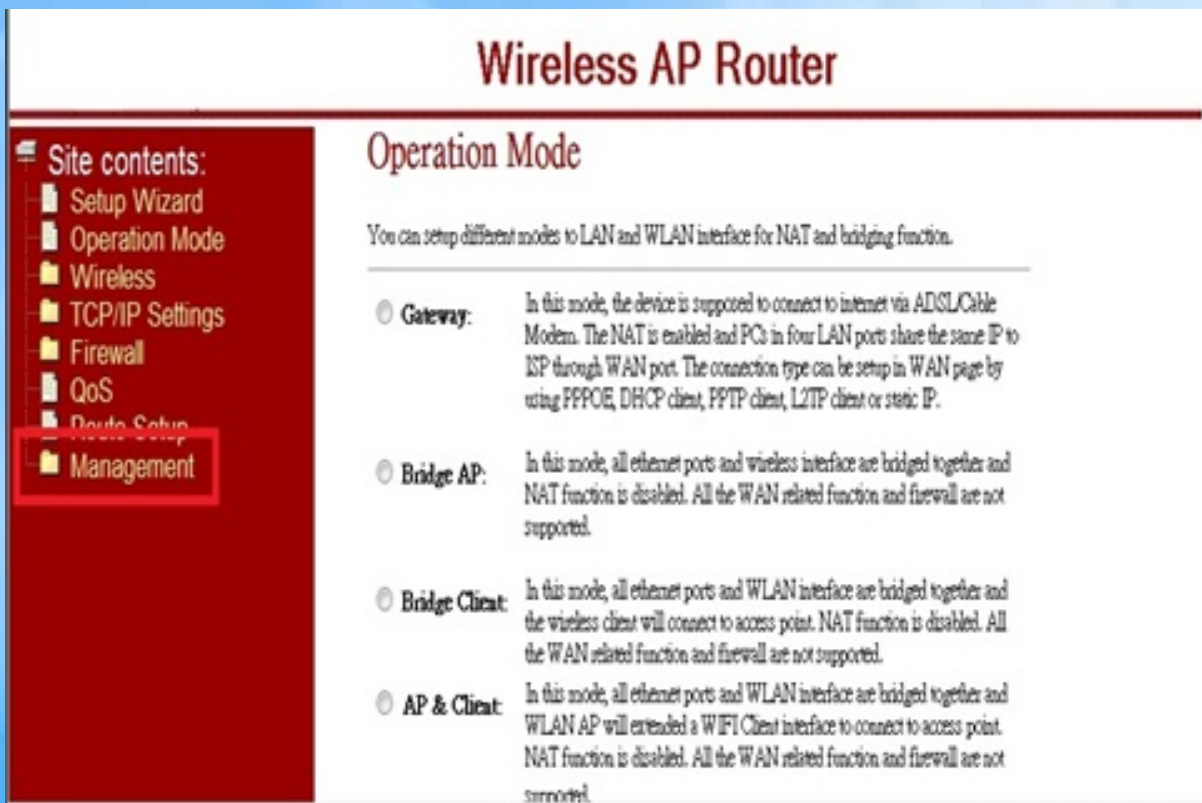 Wireless AP Router
Site contents:
Setup Wizard
Operation Mode
Wireless
TCP/IP Settings
Firewall
QoS
Route Setup
Management
Operation Mode
You can setup different modes to LAN and WLAN interface for NAT and bridging function.
Gateway:
In this mode, the device is supposed to connect to internet via ADSL/Cable
Modem. The NAT is enabled and PCs in four LAN ports share the same IP to
ISP through WAN port. The connection type can be setup in WAN page by
using PPPOE, DHCP client, PPTP client, L2TP client or static IP.
Bridge AP:
In this mode, all ethernet ports and wireless interface are bridged together and
NAT function is disabled. All the WAN related function and firewall are not
supported.
Bridge Client:
In this mode, all ethernet ports and WLAN interface are bridged together and
the wireless client will connect to access point. NAT function is disabled. All
the WAN related function and firewall are not supported.
AP & Client:
In this mode, all ethernet ports and WLAN interface are bridged together and
WLAN AP will extended a WIFI Client interface to connect to access point.
NAT function is disabled. All the WAN related function and firewall are not
supported.